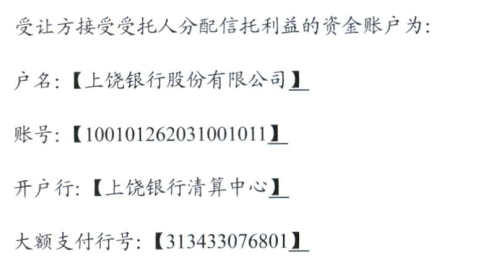 受让方接受受托人分配信托利益的资金账户为：
户名：【上饶银行股份有限公司】
账号：【100101262031001011】
开户行：【上饶银行清算中心】
大额支付行号：【313433076801】